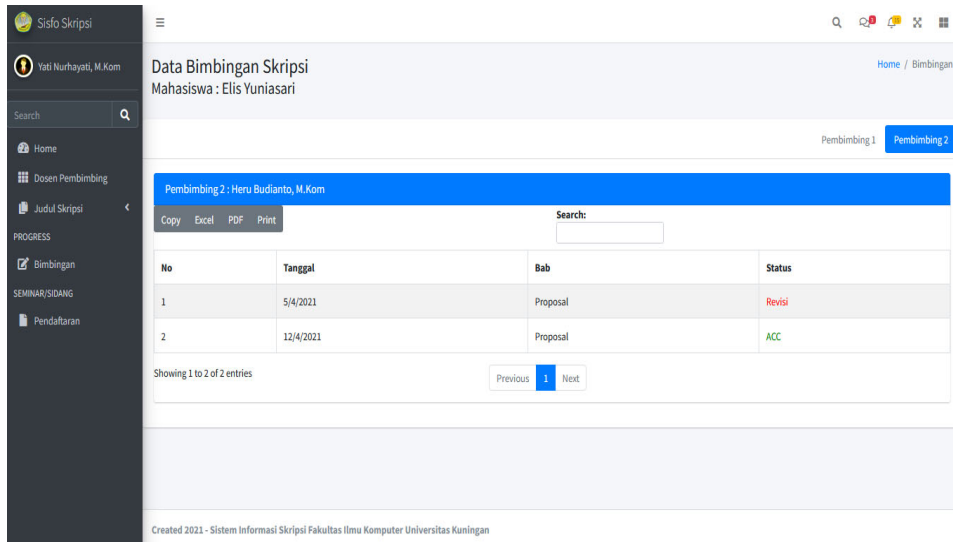 Sisfo Skripsi
Yati Nurhayati, M.Kom
Search
Home
Dosen Pembimbing
Judul Skripsi
PROGRESS
Bimbingan
SEMINAR/SIDANG
Pendaftaran
Data Bimbingan Skripsi
Mahasiswa : Elis Yuniasari
Home / Bimbingan
Pembimbing 1 Pembimbing 2
Pembimbing 2 : Heru Budianto, M.Kom
Copy Excel PDF Print
Search:
No Tanggal Bab Status
1 5/4/2021 Proposal Revisi
2 12/4/2021 Proposal ACC
Showing 1 to 2 of 2 entries
Previous 1 Next
Created 2021 - Sistem Informasi Skripsi Fakultas Ilmu Komputer Universitas Kuningan